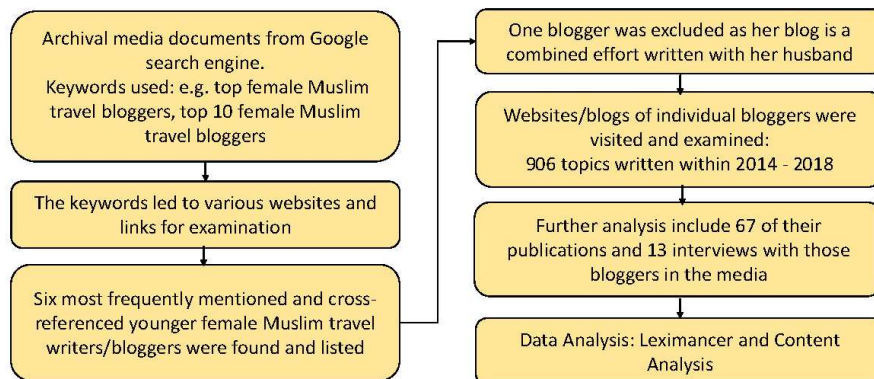 Archival media documents from Google
search engine.
Keywords used: e.g. top female Muslim
travel bloggers, top 10 female Muslim
travel bloggers
The keywords led to various websites and
links for examination
Six most frequently mentioned and cross-
referenced younger female Muslim travel
writers/bloggers were found and listed
One blogger was excluded as her blog is a
combined effort written with her husband
Websites/blogs of individual bloggers were
visited and examined:
906 topics written within 2014 - 2018
Further analysis include 67 of their
publications and 13 interviews with those
bloggers in the media
Data Analysis: Leximancer and Content
Analysis